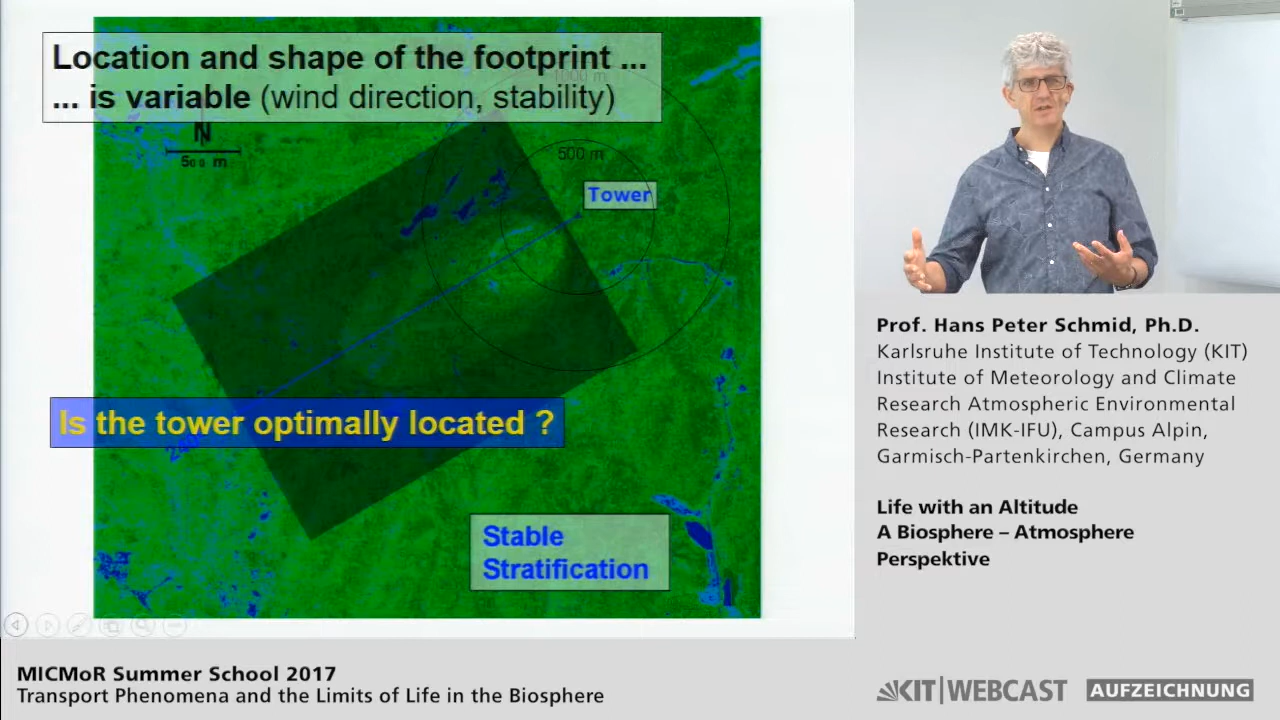 Location and shape of the footprint ...
... is variable (wind direction, stability)
1000 m
N
500 m
500 m
Tower
Is the tower optimally located ?
Stable
Stratification
Prof. Hans Peter Schmid, Ph.D.
Karlsruhe Institute of Technology (KIT)
Institute of Meteorology and Climate
Research Atmospheric Environmental
Research (IMK-IFU), Campus Alpin,
Garmisch-Partenkirchen, Germany
Life with an Altitude
A Biosphere – Atmosphere
Perspektive
MICMoR Summer School 2017
Transport Phenomena and the Limits of Life in the Biosphere
KIT|WEBCAST
AUFZEICHNUNG